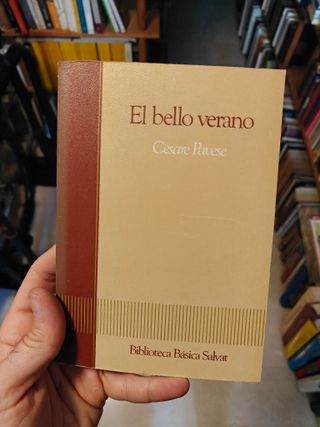 El bello verano
Cesare Pavese
Biblioteca Básica Salvat